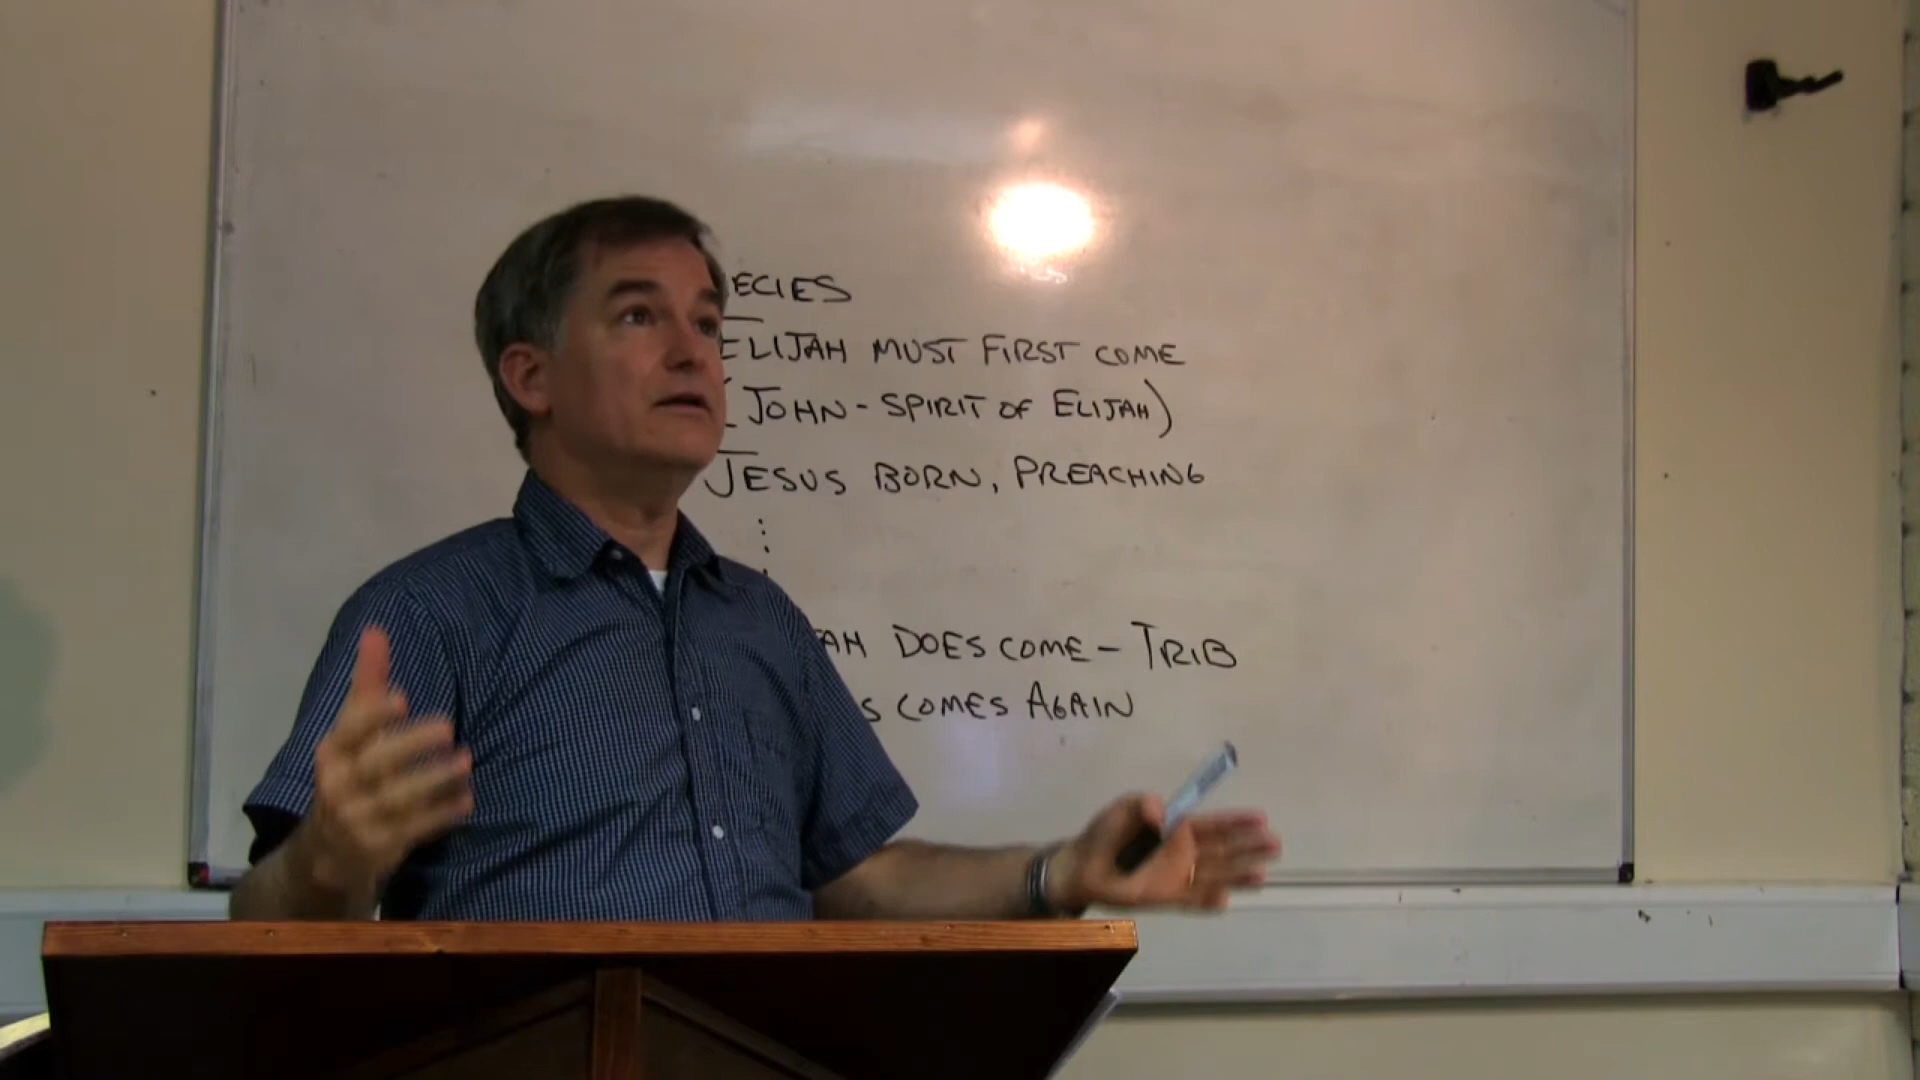 ECIES
ELIJAH MUST FIRST COME
(JOHN - SPIRIT OF ELIJAH)
JESUS BORN, PREACHING
AH DOES COME - TRIB
S COMES AGAIN